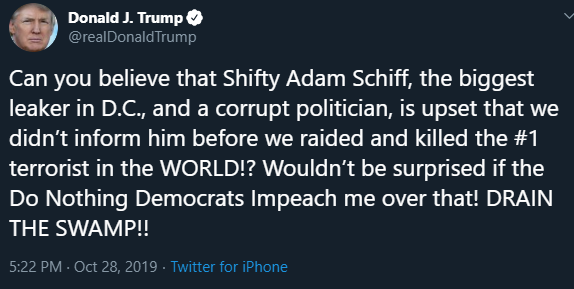 Donald J. Trump
@realDonaldTrump
Can you believe that Shifty Adam Schiff, the biggest
leaker in D.C., and a corrupt politician, is upset that we
didn’t inform him before we raided and killed the #1
terrorist in the WORLD!? Wouldn’t be surprised if the
Do Nothing Democrats Impeach me over that! DRAIN
THE SWAMP!!
5:22 PM · Oct 28, 2019 · Twitter for iPhone